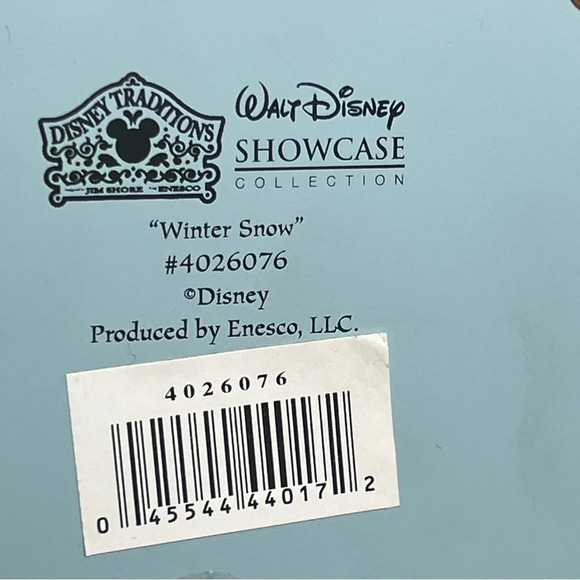 DISNEY TRADITIONS
JIM SHORE ENESCO
WALT DISNEY
SHOWCASE
COLLECTION
“Winter Snow”
#4026076
©Disney
Produced by Enesco, LLC.
4026076
0 45544 44017 2